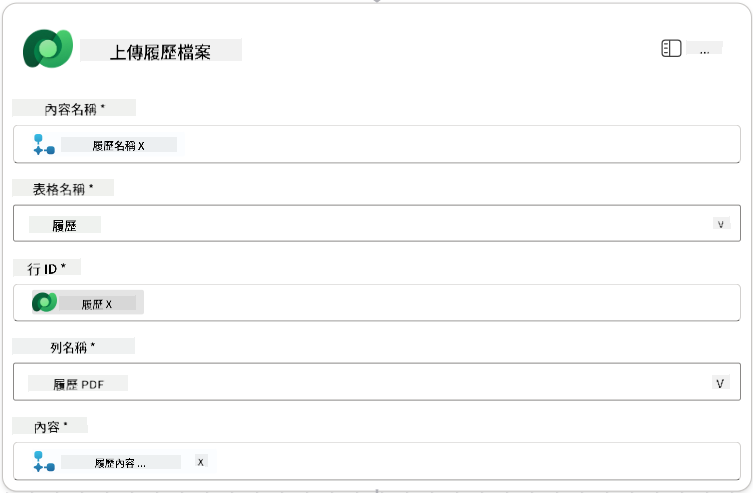 上傳履歷檔案
...
內容名稱 *
履歷名稱 X
表格名稱 *
履歷 V
行 ID *
履歷 X
列名稱 *
履歷 PDF V
內容 *
履歷內容 ... X